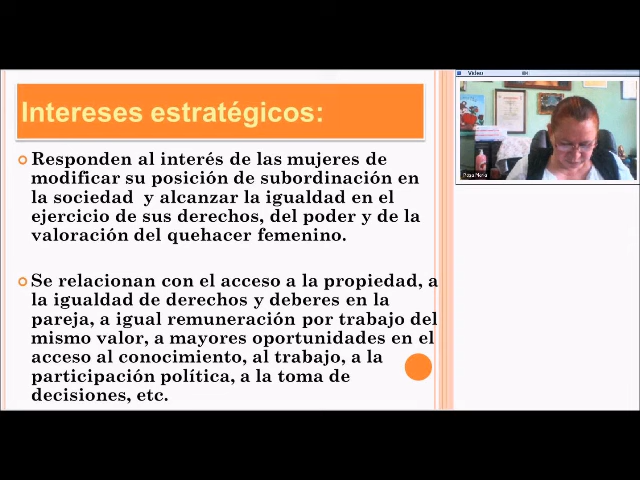 Intereses estratégicos:
Responden al interés de las mujeres de
modificar su posición de subordinación en
la sociedad y alcanzar la igualdad en el
ejercicio de sus derechos, del poder y de la
valoración del quehacer femenino.
Se relacionan con el acceso a la propiedad, a
la igualdad de derechos y deberes en la
pareja, a igual remuneración por trabajo del
mismo valor, a mayores oportunidades en el
acceso al conocimiento, al trabajo, a la
participación política, a la toma de
decisiones, etc.
Video
Rosa Maria